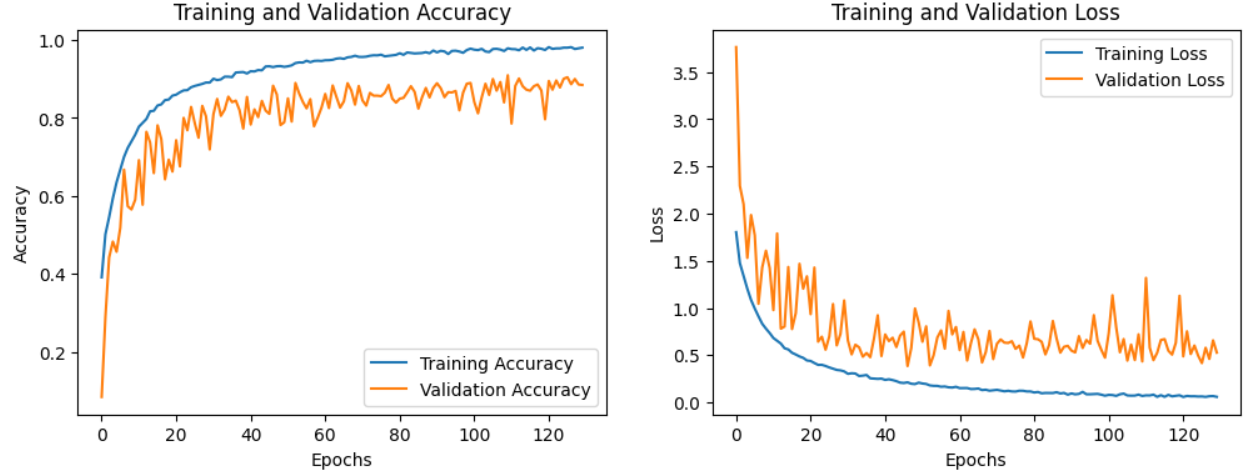 Training and Validation Accuracy
1.0
0.8
0.6
0.4
0.2
Accuracy
Training Accuracy
Validation Accuracy
0 20 40 60 80 100 120
Epochs
Training and Validation Loss
3.5
3.0
2.5
2.0
1.5
1.0
0.5
0.0
Loss
Training Loss
Validation Loss
0 20 40 60 80 100 120
Epochs